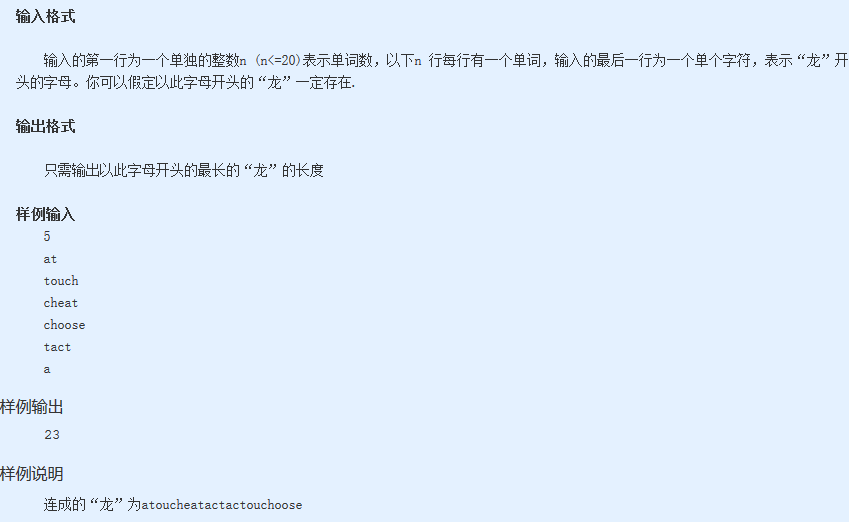 输入格式
输入的第一行为一个单独的整数n (n<=20)表示单词数，以下n 行每行有一个单词，输入的最后一行为一个单个字符，表示“龙”开
头的字母。你可以假定以此字母开头的“龙”一定存在.
输出格式
只需输出以此字母开头的最长的“龙”的长度
样例输入
5
at
touch
cheat
choose
tact
a
样例输出
23
样例说明
连成的“龙”为atoucheatactactouchoose